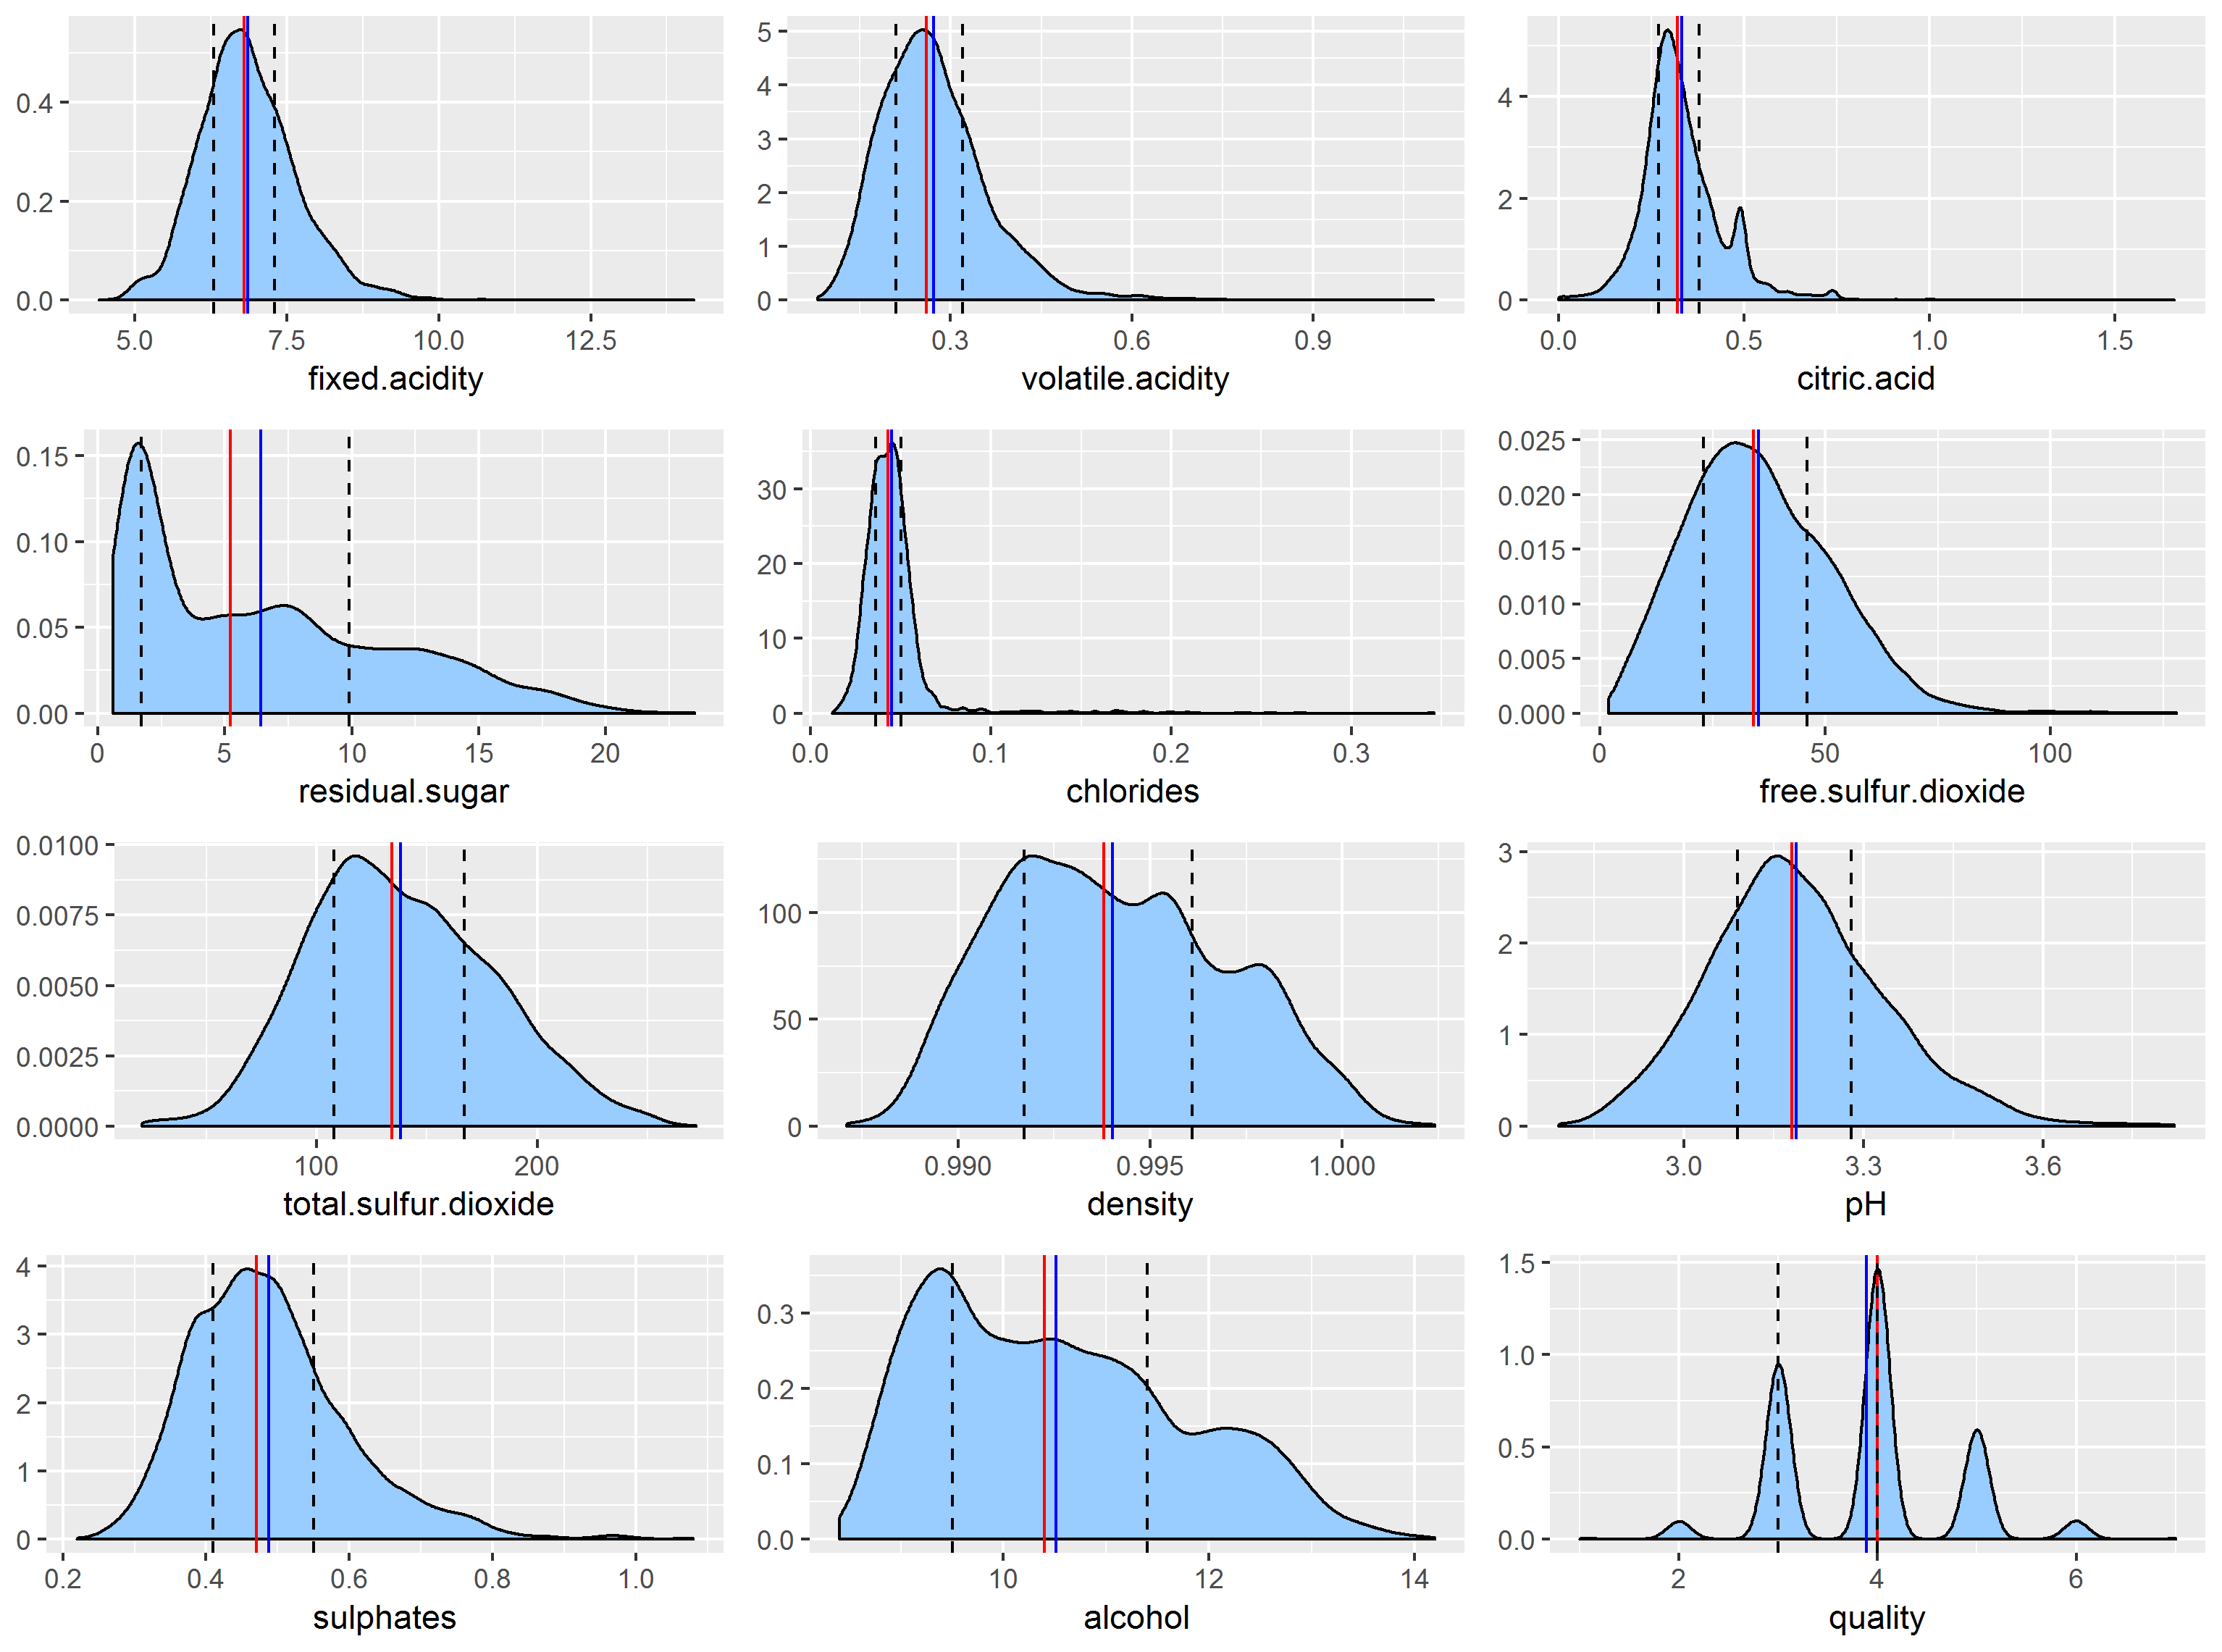 0.4
0.2
0.0
5.0 7.5 10.0 12.5
fixed.acidity
5
4
3
2
1
0
0.3 0.6 0.9
volatile.acidity
4
2
0
0.0 0.5 1.0 1.5
citric.acid
0.15
0.10
0.05
0.00
0 5 10 15 20
residual.sugar
30
20
10
0
0.0 0.1 0.2 0.3
chlorides
0.025
0.020
0.015
0.010
0.005
0.000
0 50 100
free.sulfur.dioxide
0.0100
0.0075
0.0050
0.0025
0.0000
100 200
total.sulfur.dioxide
100
50
0
0.990 0.995 1.000
density
3
2
1
0
3.0 3.3 3.6
pH
4
3
2
1
0
0.2 0.4 0.6 0.8 1.0
sulphates
0.3
0.2
0.1
0.0
10 12 14
alcohol
1.5
1.0
0.5
0.0
2 4 6
quality